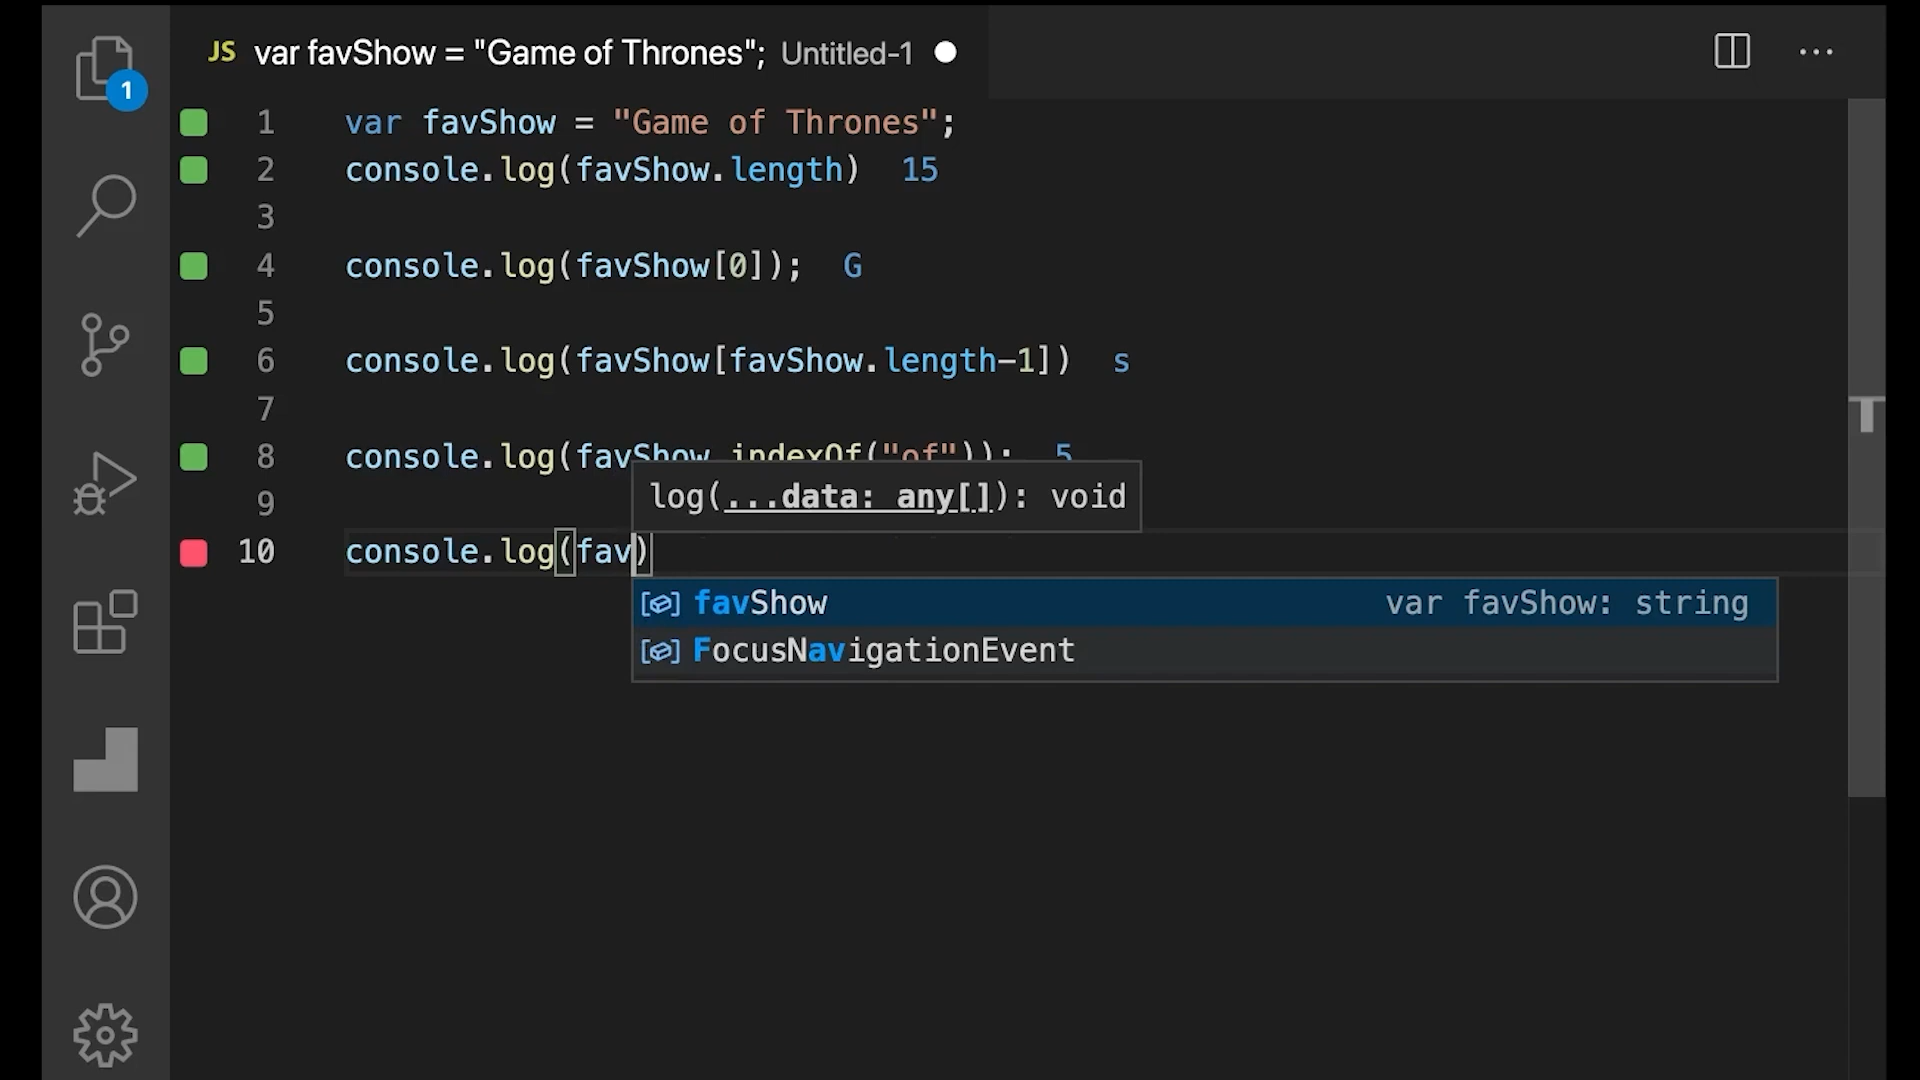 JS var favShow = "Game of Thrones"; Untitled-1
1
1 var favShow = "Game of Thrones";
2 console.log(favShow.length) 15
3
4 console.log(favShow[0]); G
5
6 console.log(favShow[favShow.length-1]) s
7
8 console.log(favShow.indexOf("of")); 5
9
log(...data: any[]): void
10 console.log(fav)
favShow var favShow: string
FocusNavigationEvent